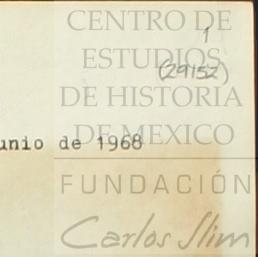 CENTRO DE
1
ESTUDIOS
(29152)
DE HISTORIA
DE MEXICO
unio de 1968
FUNDACIÓN
Carlos Slim